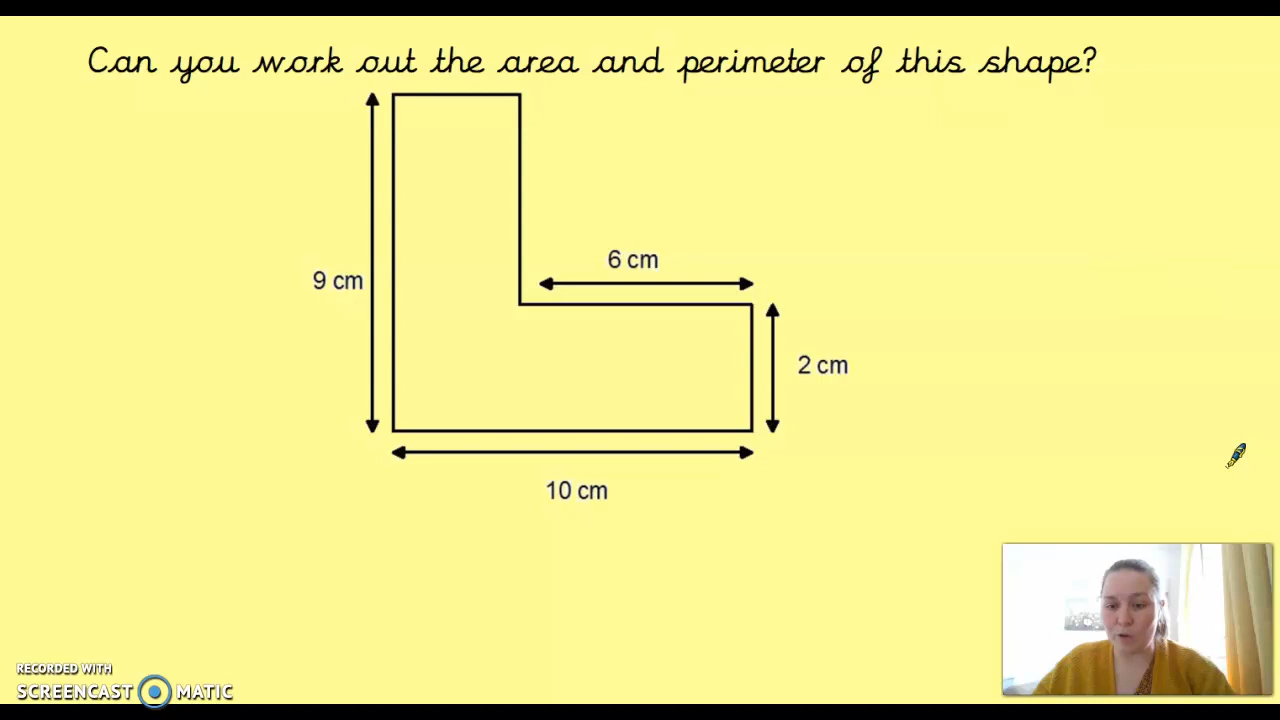 Can you work out the area and perimeter of this shape?
6 cm
9 cm
2 cm
10 cm
RECORDED WITH
SCREENCAST MATIC